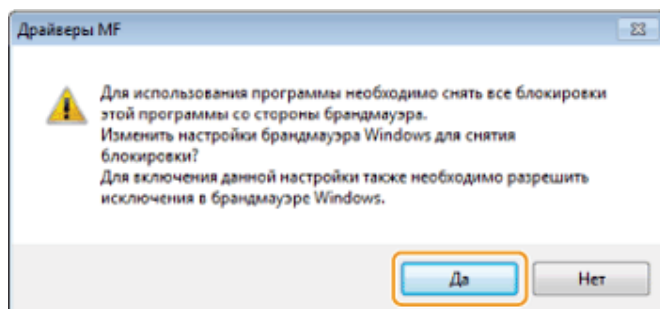 Драйверы MF
Для использования программы необходимо снять все блокировки
этой программы со стороны брандмауэра.
Изменить настройки брандмауэра Windows для снятия
блокировки?
Для включения данной настройки также необходимо разрешить
исключения в брандмауэре Windows.
Да
Нет